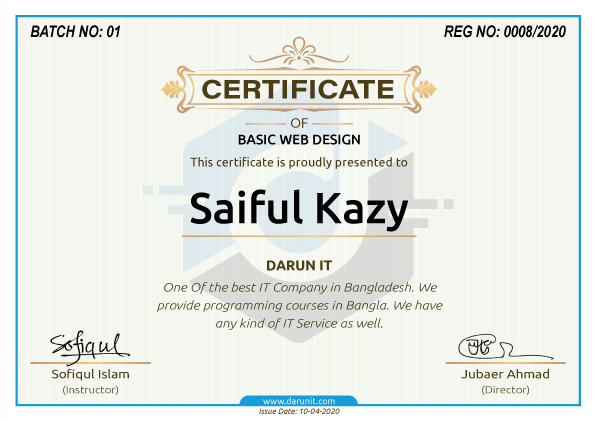 BATCH NO: 01
REG NO: 0008/2020
CERTIFICATE
OF
BASIC WEB DESIGN
This certificate is proudly presented to
Saiful Kazy
DARUN IT
One Of the best IT Company in Bangladesh. We
provide programming courses in Bangla. We have
any kind of IT Service as well.
Sofiqul
Sofiqul Islam
(Instructor)
Jubaer Ahmad
(Director)
www.darunit.com
Issue Date: 10-04-2020